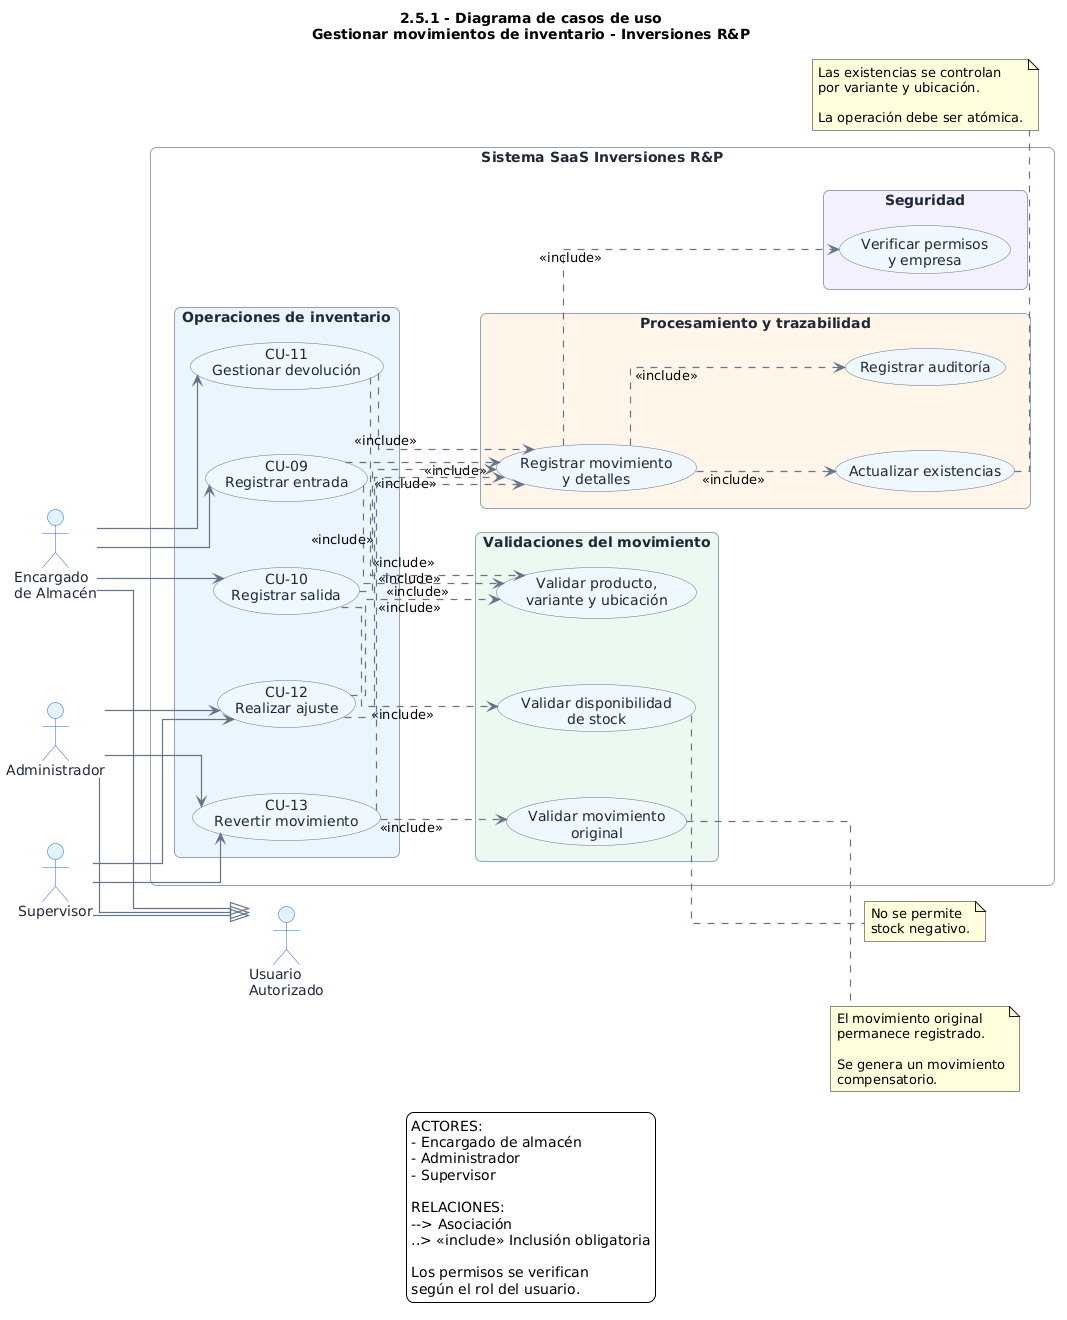 2.5.1 - Diagrama de casos de uso
Gestionar movimientos de inventario - Inversiones R&P
Las existencias se controlan
por variante y ubicación.
La operación debe ser atómica.
Sistema SaaS Inversiones R&P
Seguridad
Verificar permisos
y empresa
«include»
Operaciones de inventario
Procesamiento y trazabilidad
CU-11
Gestionar devolución
Registrar auditoría
«include»
«include»
CU-09
Registrar entrada
«include»
«include»
Registrar movimiento
y detalles
«include»
Actualizar existencias
Encargado
de Almacén
«include»
Validaciones del movimiento
«include»
«include»
«include»
«include»
CU-10
Registrar salida
Validar producto,
variante y ubicación
CU-12
Realizar ajuste
«include»
Validar disponibilidad
de stock
Administrador
CU-13
Revertir movimiento
«include»
Validar movimiento
original
Supervisor
Usuario
Autorizado
No se permite
stock negativo.
El movimiento original
permanece registrado.
Se genera un movimiento
compensatorio.
ACTORES:
- Encargado de almacén
- Administrador
- Supervisor
RELACIONES:
--> Asociación
..> «include» Inclusión obligatoria
Los permisos se verifican
según el rol del usuario.